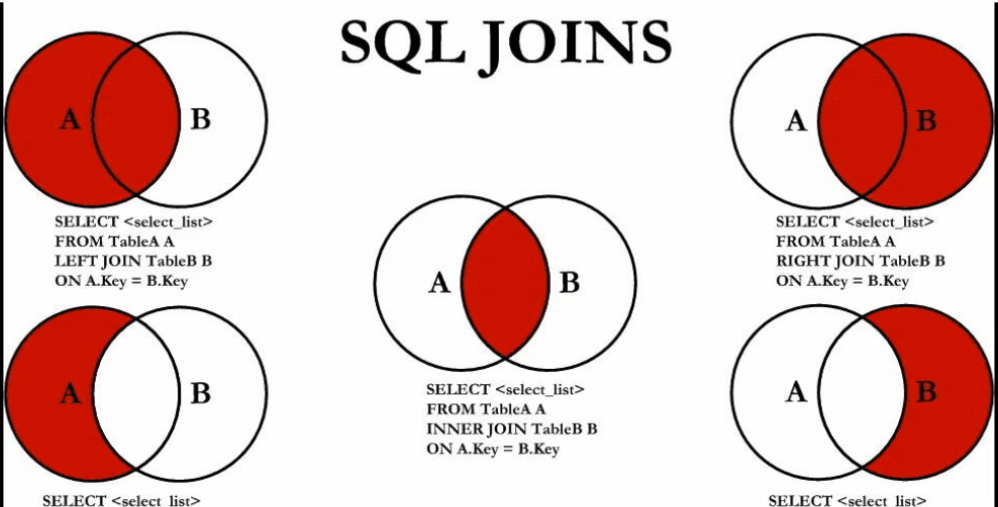 SQL JOINS
A B
SELECT <select_list>
FROM TableA A
LEFT JOIN TableB B
ON A.Key = B.Key
A B
SELECT <select_list>
FROM TableA A
RIGHT JOIN TableB B
ON A.Key = B.Key
A B
SELECT <select_list>
FROM TableA A
INNER JOIN TableB B
ON A.Key = B.Key
A B
SELECT <select_list>
A B
SELECT <select_list>